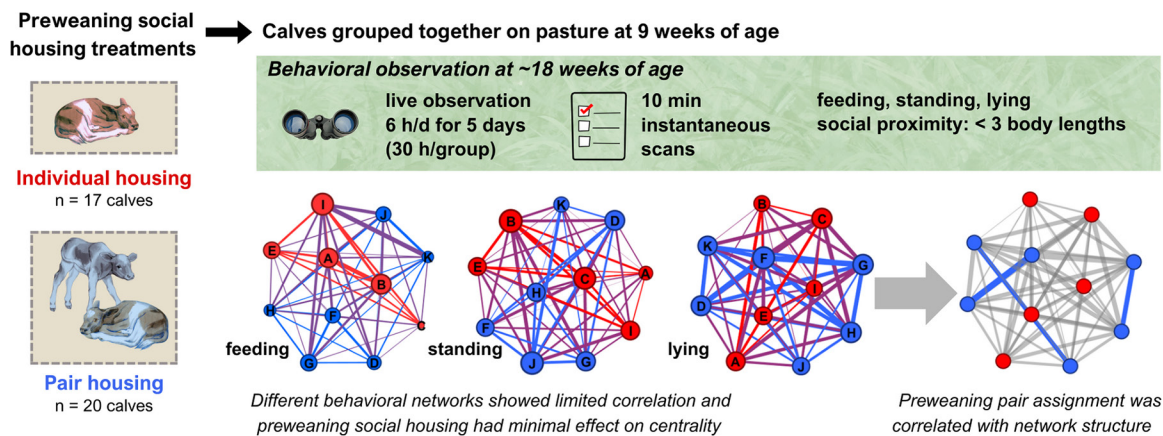 Preweaning social
housing treatments
Individual housing
n = 17 calves
Pair housing
n = 20 calves
Calves grouped together on pasture at 9 weeks of age
Behavioral observation at ~18 weeks of age
live observation
6 h/d for 5 days
(30 h/group)
10 min
instantaneous
scans
feeding, standing, lying
social proximity: < 3 body lengths
I
J
E
A
K
B
H
F
C
G
D
feeding
K
B
D
E
A
C
H
F
I
J
G
standing
B
C
K
F
G
I
D
E
H
A
J
lying
Different behavioral networks showed limited correlation and
preweaning social housing had minimal effect on centrality
Preweaning pair assignment was
correlated with network structure